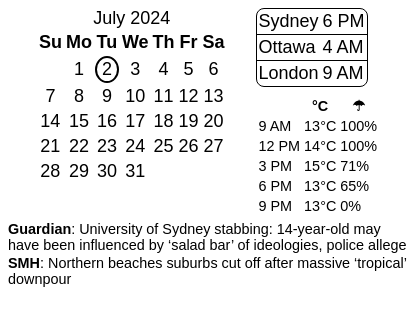 July 2024
Su Mo Tu We Th Fr Sa
1 2 3 4 5 6
7 8 9 10 11 12 13
14 15 16 17 18 19 20
21 22 23 24 25 26 27
28 29 30 31
Sydney 6 PM
Ottawa 4 AM
London 9 AM
°C ☂
9 AM 13°C 100%
12 PM 14°C 100%
3 PM 15°C 71%
6 PM 13°C 65%
9 PM 13°C 0%
Guardian: University of Sydney stabbing: 14-year-old may
have been influenced by ‘salad bar’ of ideologies, police allege
SMH: Northern beaches suburbs cut off after massive ‘tropical’
downpour